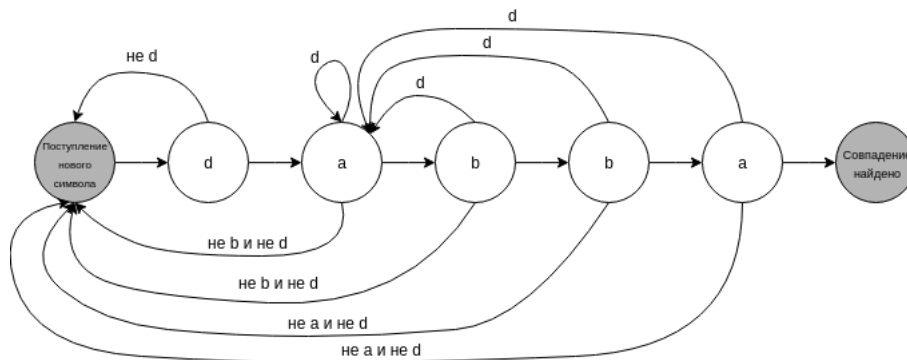 d
d
не d
d
d
Поступление
нового
символа
d
a
b
b
a
Совпадение
найдено
не b и не d
не b и не d
не a и не d
не a и не d